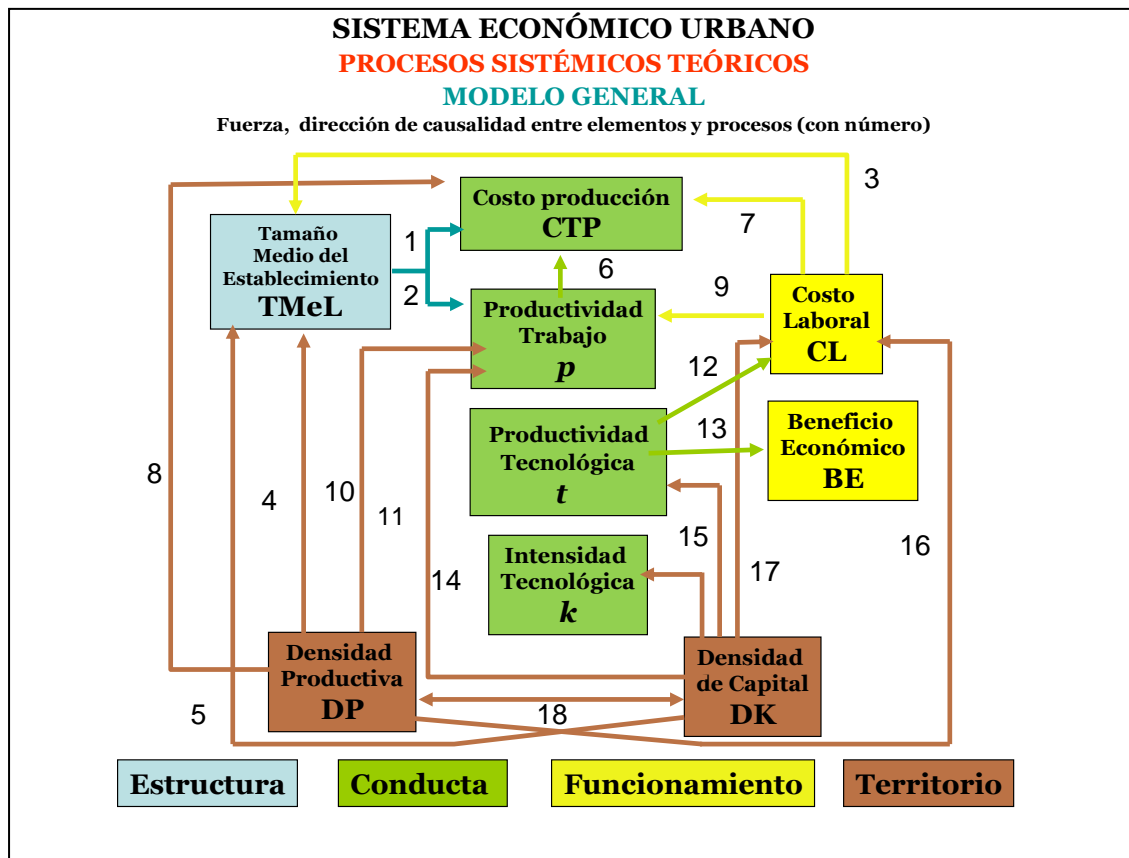 SISTEMA ECONÓMICO URBANO
PROCESOS SISTÉMICOS TEÓRICOS
MODELO GENERAL
Fuerza, dirección de causalidad entre elementos y procesos (con número)
3
Costo producción
CTP
7
Tamaño
Medio del
Establecimiento
TMeL
1
2
6
9
Productividad
Trabajo
p
Costo
Laboral
CL
12
Productividad
Tecnológica
t
13
Beneficio
Económico
BE
8
4
10
11
15
16
17
14
Intensidad
Tecnológica
k
Densidad
Productiva
DP
Densidad
de Capital
DK
5
18
Estructura
Conducta
Funcionamiento
Territorio